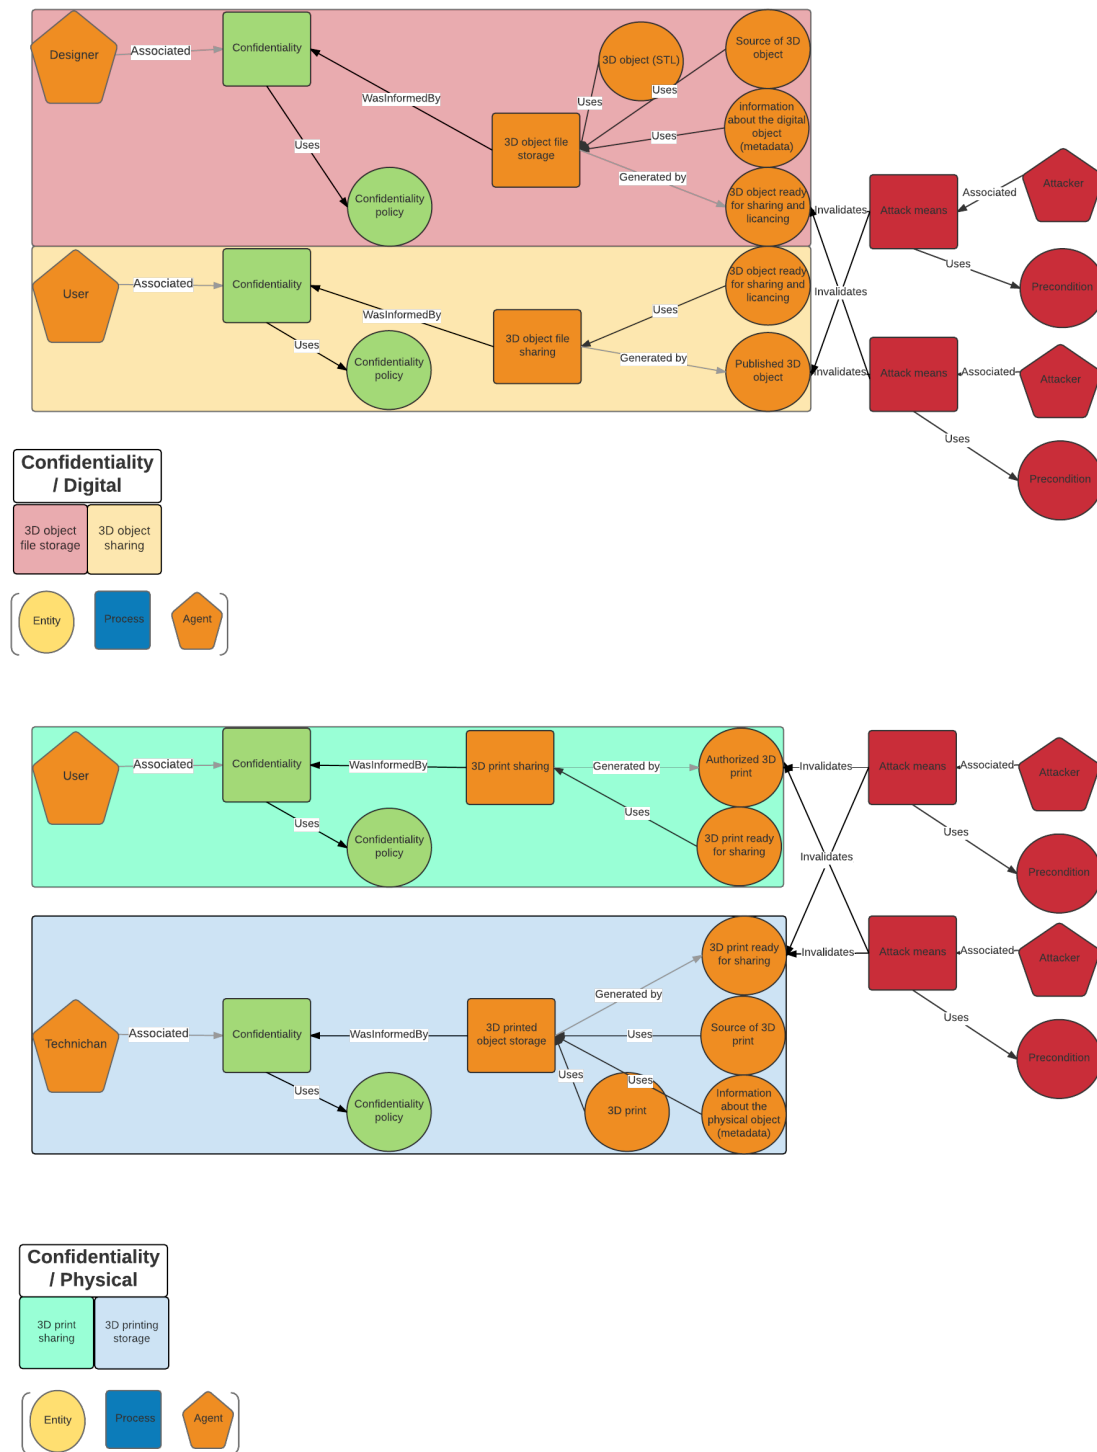 Designer
Associated
Confidentiality
WasInformedBy
Uses
Confidentiality
policy
3D object file
storage
3D object (STL)
Uses
Source of 3D
object
Uses
information
about the digital
object
(metadata)
Uses
Generated by
3D object ready
for sharing and
licancing
Invalidates
Attack means
Associated
Attacker
Uses
Precondition
User
Associated
Confidentiality
WasInformedBy
Uses
Confidentiality
policy
3D object file
sharing
3D object ready
for sharing and
licancing
Uses
Generated by
Published 3D
object
Invalidates
Invalidates
Attack means
Associated
Attacker
Uses
Precondition
Confidentiality
/ Digital
3D object
file storage
3D object
sharing
Entity
Process
Agent
User
Associated
Confidentiality
WasInformedBy
3D print sharing
Generated by
Authorized 3D
print
Uses
Confidentiality
policy
Uses
3D print ready
for sharing
Invalidates
Attack means
Associated
Attacker
Uses
Precondition
Invalidates
3D print ready
for sharing
Generated by
Invalidates
Attack means
Associated
Attacker
Uses
Precondition
Technichan
Associated
Confidentiality
WasInformedBy
3D printed
object storage
Uses
Source of 3D
print
Uses
Confidentiality
policy
Uses
3D print
Uses
Information
about the
physical object
(metadata)
Confidentiality
/ Physical
3D print
sharing
3D printing
storage
Entity
Process
Agent